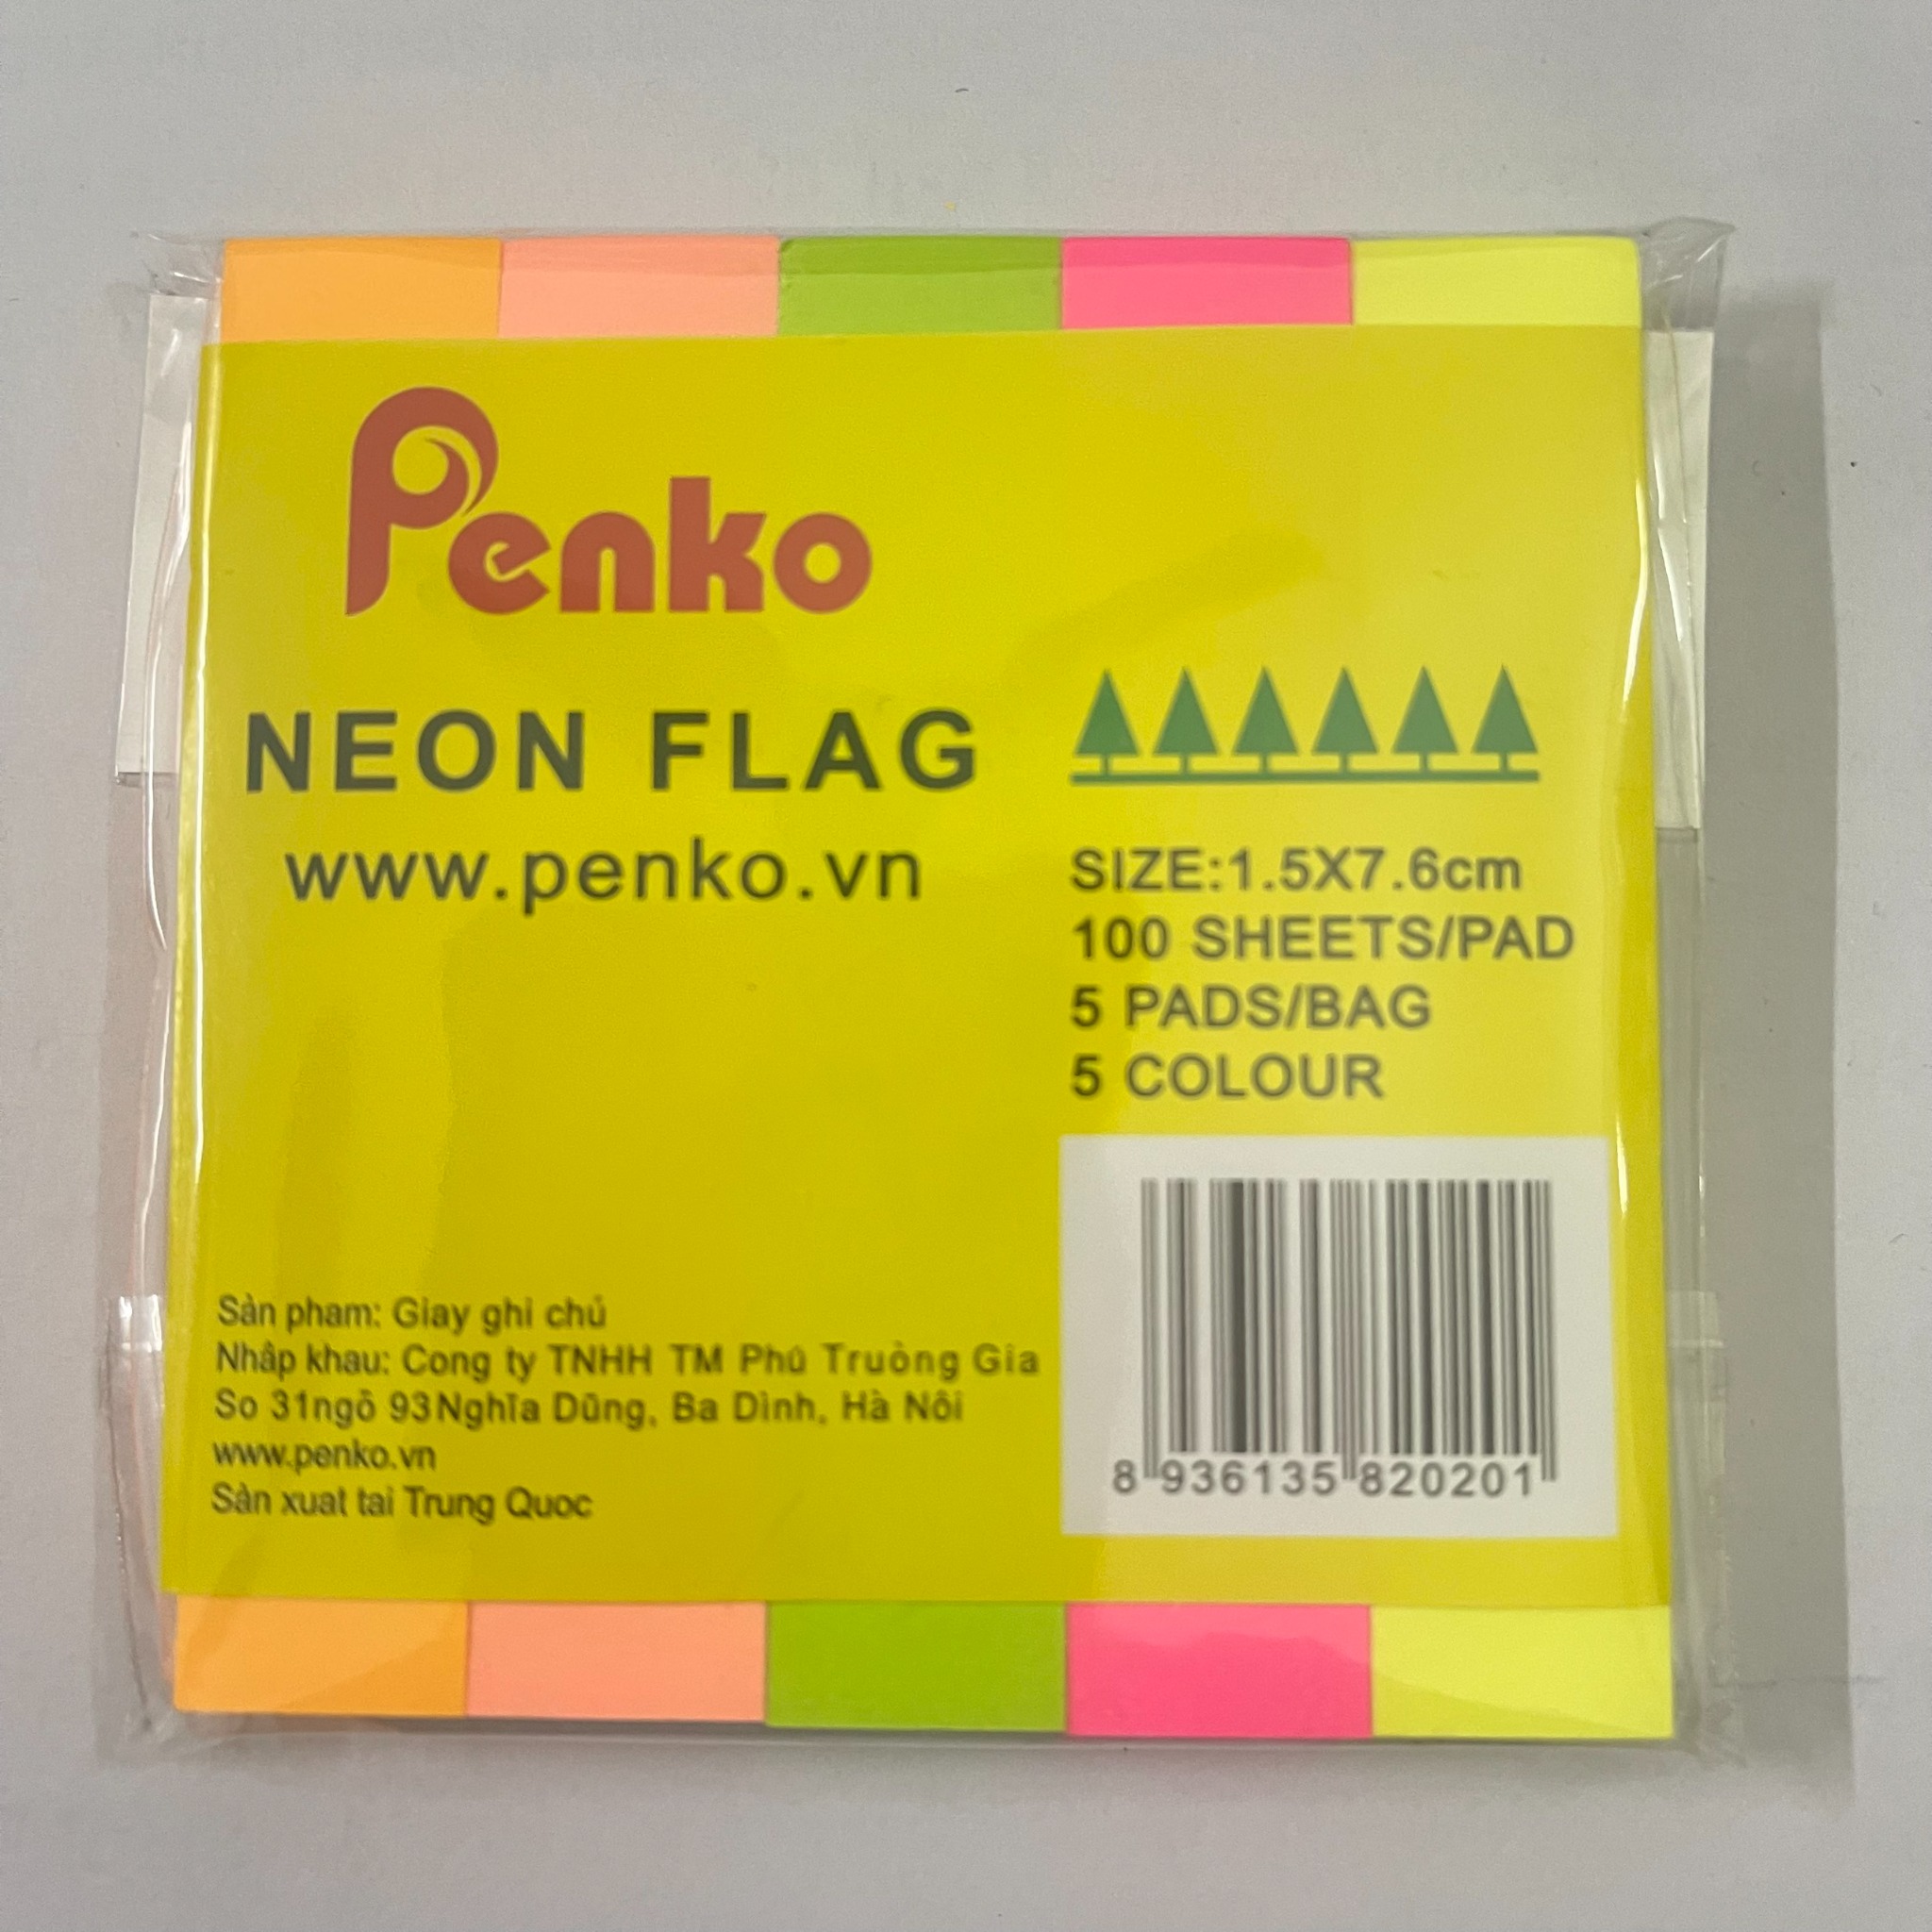 Penko
NEON FLAG
www.penko.vn
SIZE:1.5X7.6cm
100 SHEETS/PAD
5 PADS/BAG
5 COLOUR
Sản pham: Giay ghi chú
Nhâp khau: Cong ty TNHH TM Phú Truòng Gia
So 31ngõ 93Nghĩa Dũng, Ba Dình, Hà Nôi
www.penko.vn
Sản xuat tai Trung Quoc
8 936135 820201